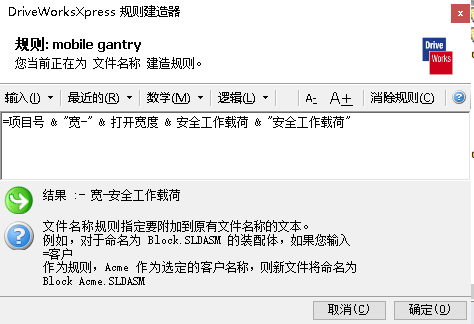 DriveWorksXpress 规则建造器
规则: mobile gantry
您当前正在为 文件名称 建造规则。
Drive
Works
输入(I) 最近的(R) 数学(M) 逻辑(L) A- A+ 消除规则(C)
=项目号 & "宽-" & 打开宽度 & 安全工作载荷 & "安全工作载荷"
结果 :- 宽-安全工作载荷
文件名称规则指定要附加到原有文件名称的文本。
例如，对于命名为 Block.SLDASM 的装配体，如果您输入
=客户
作为规则，Acme 作为选定的客户名称，则新文件将命名为
Block Acme.SLDASM
取消(C) 确定(O)